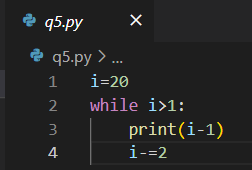 q5.py ×
q5.py > ...
1 i=20
2 while i>1:
3     print(i-1)
4     i-=2